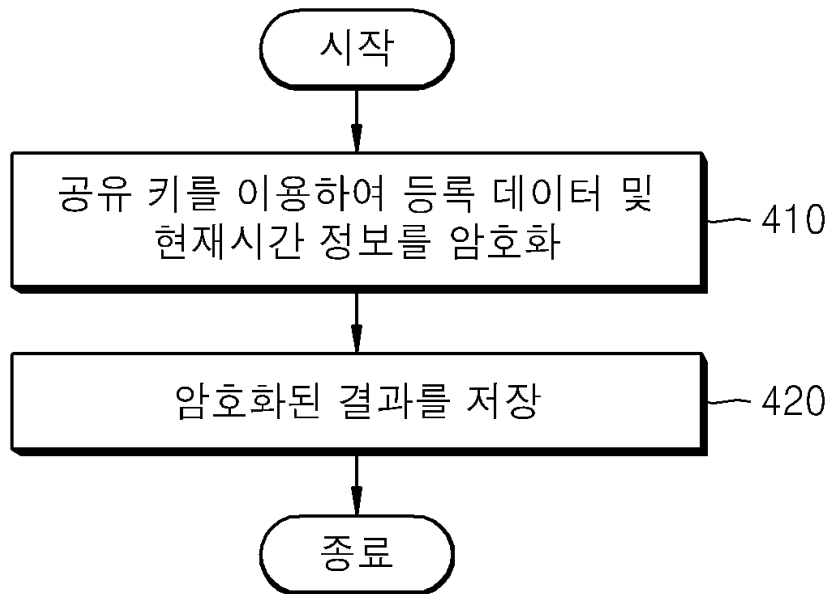 시작
공유 키를 이용하여 등록 데이터 및
현재시간 정보를 암호화
410
암호화된 결과를 저장
420
종료